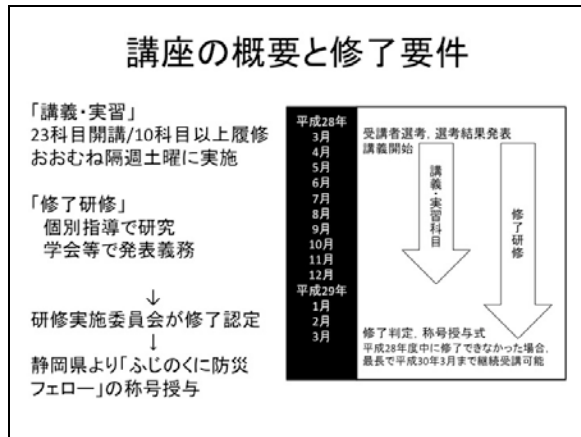 講座の概要と修了要件
「講義・実習」
23科目開講/10科目以上履修
おおむね隔週土曜に実施
「修了研修」
個別指導で研究
学会等で発表義務
↓
研修実施委員会が修了認定
↓
静岡県より「ふじのくに防災
フェロー」の称号授与
平成28年
3月
4月
5月
6月
7月
8月
9月
10月
11月
12月
平成29年
1月
2月
3月
受講者選考，選考結果発表
講義開始
講義・実習科目
修了研修
修了判定，称号授与式
平成28年度中に修了できなかった場合，
最長で平成30年3月まで継続受講可能